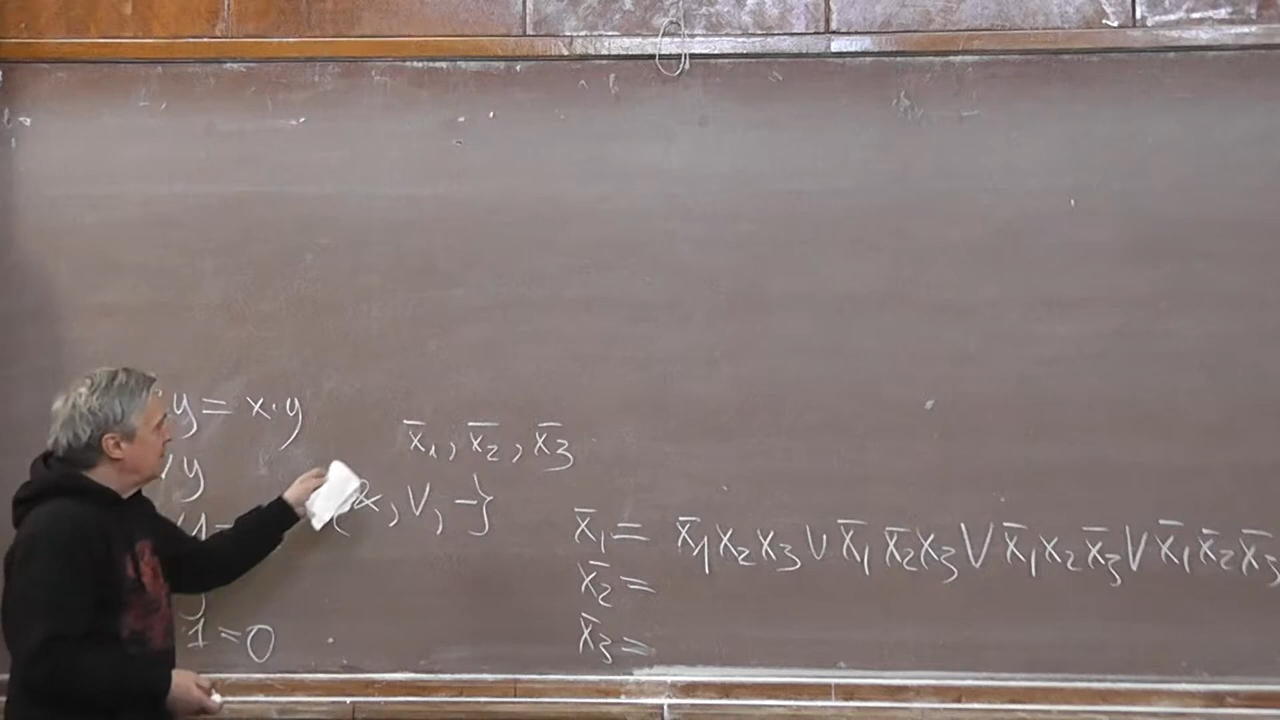 y = x·y
∨ y
1 = 0
x̄₁, x̄₂, x̄₃
{&, ∨, −}
x̄₁ = x̄₁x₂x₃ ∨ x̄₁x̄₂x₃ ∨ x̄₁x₂x̄₃ ∨ x̄₁x̄₂x̄₃
x̄₂ =
x̄₃ =